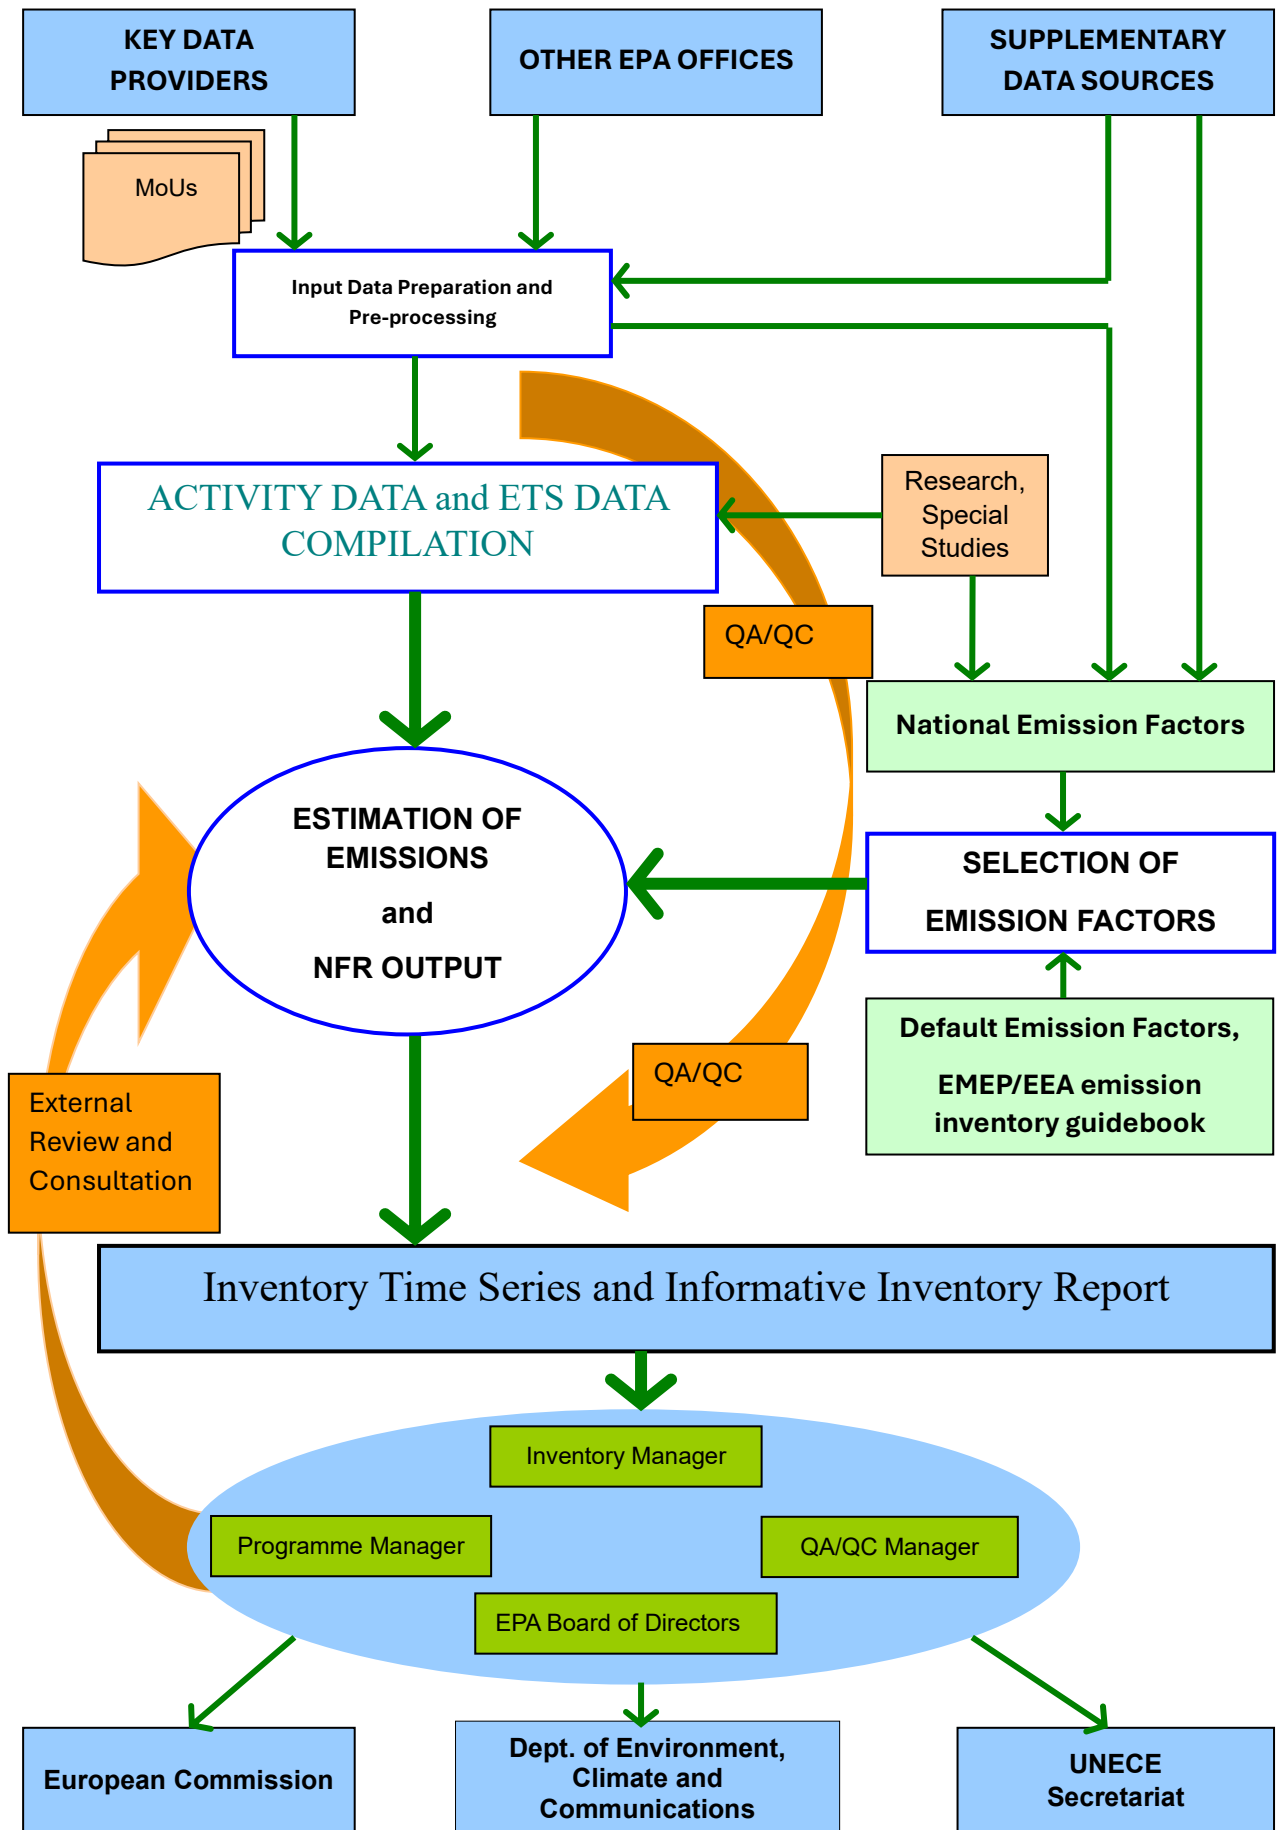 KEY DATA
PROVIDERS
OTHER EPA OFFICES
SUPPLEMENTARY
DATA SOURCES
MoUs
Input Data Preparation and
Pre-processing
ACTIVITY DATA and ETS DATA
COMPILATION
Research,
Special
Studies
QA/QC
National Emission Factors
ESTIMATION OF
EMISSIONS
and
NFR OUTPUT
SELECTION OF
EMISSION FACTORS
Default Emission Factors,
EMEP/EEA emission
inventory guidebook
QA/QC
External
Review and
Consultation
Inventory Time Series and Informative Inventory Report
Inventory Manager
Programme Manager
QA/QC Manager
EPA Board of Directors
European Commission
Dept. of Environment,
Climate and
Communications
UNECE
Secretariat